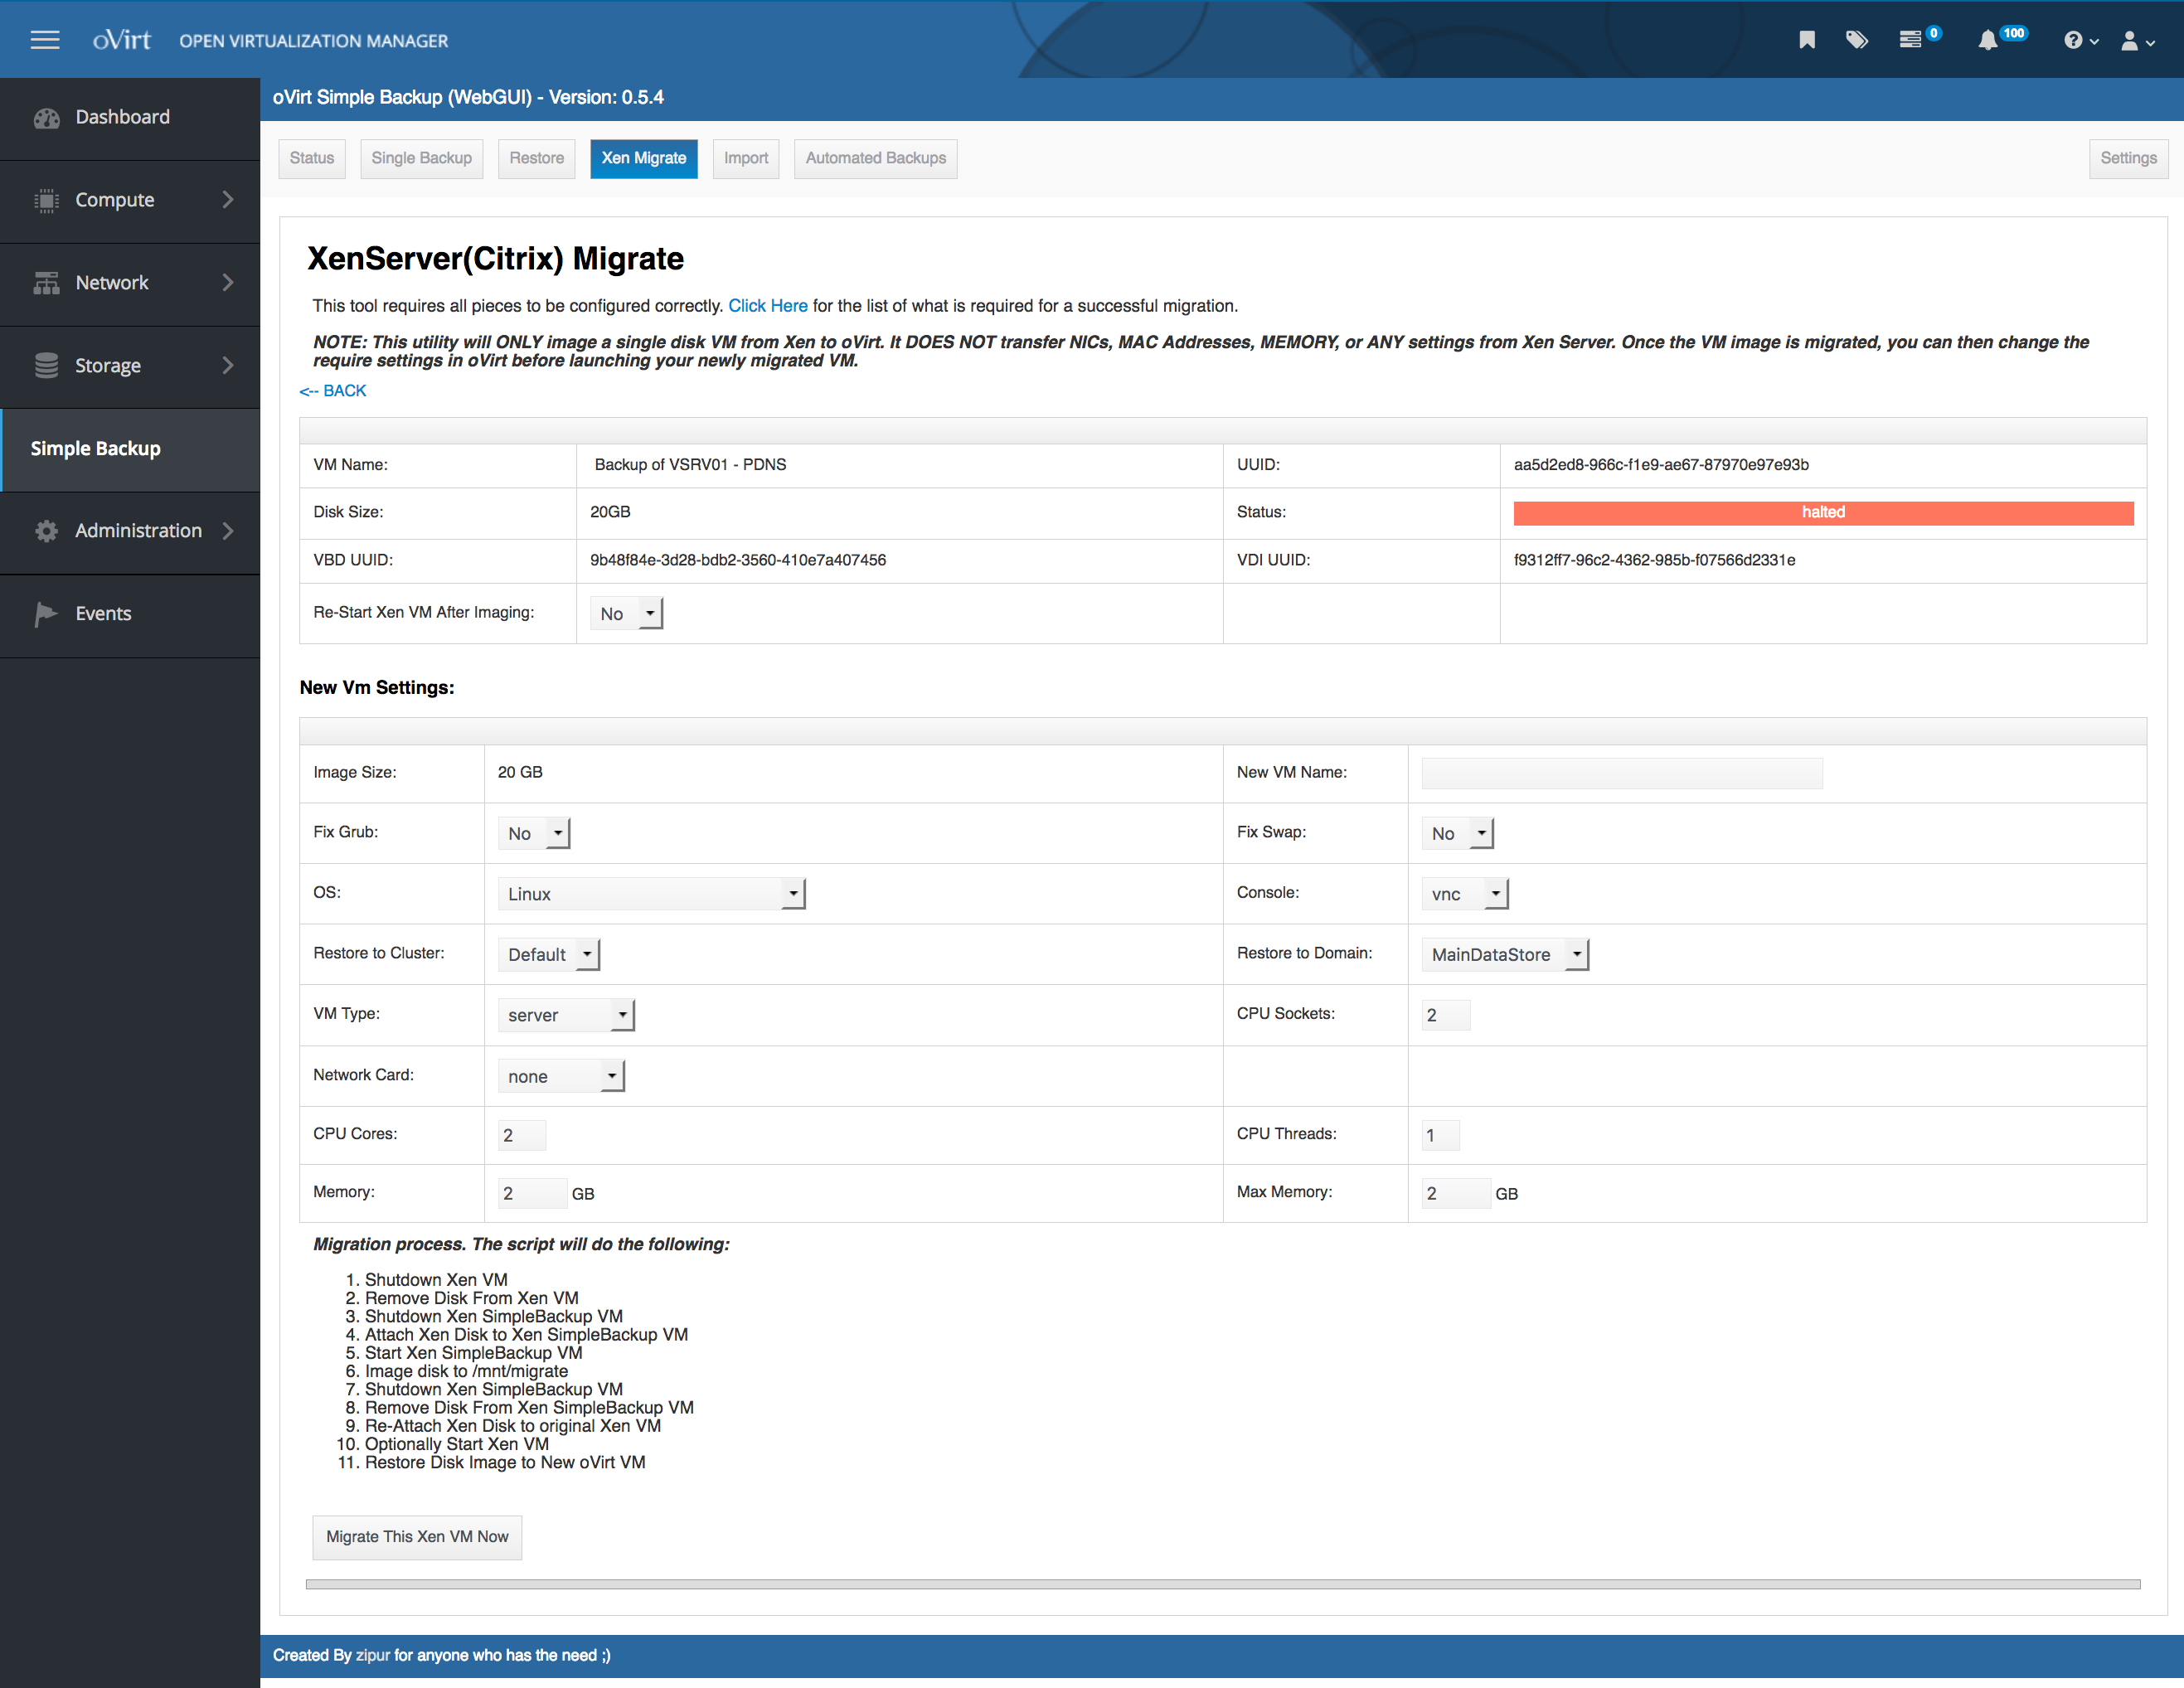 oVirt OPEN VIRTUALIZATION MANAGER 0 100
Dashboard
Compute
Network
Storage
Simple Backup
Administration
Events
oVirt Simple Backup (WebGUI) - Version: 0.5.4
Status Single Backup Restore Xen Migrate Import Automated Backups Settings
XenServer(Citrix) Migrate
This tool requires all pieces to be configured correctly. Click Here for the list of what is required for a successful migration.
NOTE: This utility will ONLY image a single disk VM from Xen to oVirt. It DOES NOT transfer NICs, MAC Addresses, MEMORY, or ANY settings from Xen Server. Once the VM image is migrated, you can then change the
require settings in oVirt before launching your newly migrated VM.
<-- BACK
VM Name: Backup of VSRV01 - PDNS UUID: aa5d2ed8-966c-f1e9-ae67-87970e97e93b
Disk Size: 20GB Status: halted
VBD UUID: 9b48f84e-3d28-bdb2-3560-410e7a407456 VDI UUID: f9312ff7-96c2-4362-985b-f07566d2331e
Re-Start Xen VM After Imaging: No
New Vm Settings:
Image Size: 20 GB New VM Name:
Fix Grub: No Fix Swap: No
OS: Linux Console: vnc
Restore to Cluster: Default Restore to Domain: MainDataStore
VM Type: server CPU Sockets: 2
Network Card: none
CPU Cores: 2 CPU Threads: 1
Memory: 2 GB Max Memory: 2 GB
Migration process. The script will do the following:
1. Shutdown Xen VM
2. Remove Disk From Xen VM
3. Shutdown Xen SimpleBackup VM
4. Attach Xen Disk to Xen SimpleBackup VM
5. Start Xen SimpleBackup VM
6. Image disk to /mnt/migrate
7. Shutdown Xen SimpleBackup VM
8. Remove Disk From Xen SimpleBackup VM
9. Re-Attach Xen Disk to original Xen VM
10. Optionally Start Xen VM
11. Restore Disk Image to New oVirt VM
Migrate This Xen VM Now
Created By zipur for anyone who has the need ;)